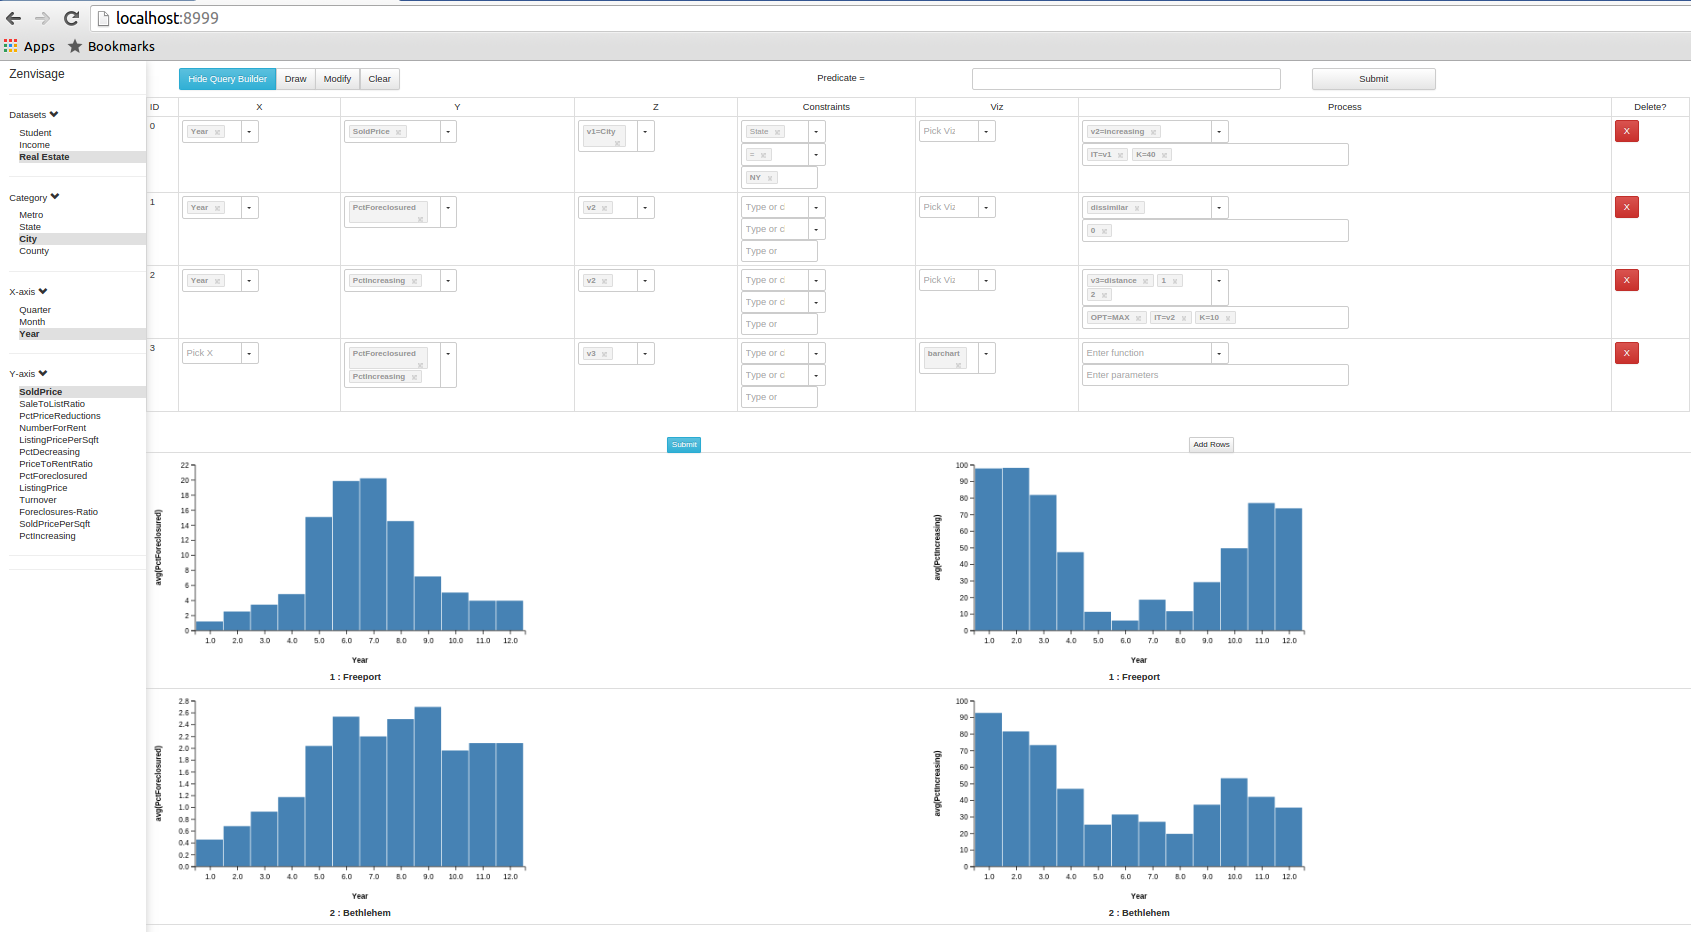 localhost:8999
Apps Bookmarks
Zenvisage
Datasets
Student
Income
Real Estate
Category
Metro
State
City
County
X-axis
Quarter
Month
Year
Y-axis
SoldPrice
SaleToListRatio
PctPriceReductions
NumberForRent
ListingPricePerSqft
PctDecreasing
PriceToRentRatio
PctForeclosured
ListingPrice
Turnover
Foreclosures-Ratio
SoldPricePerSqft
PctIncreasing
Hide Query Builder Draw Modify Clear Predicate = Submit
ID X Y Z Constraints Viz Process Delete?
0 Year SoldPrice v1=City State Pick Viz v2=increasing X
= IT=v1 K=40
NY
1 Year PctForeclosured v2 Type or c Pick Viz dissimilar X
Type or c 0
Type or
2 Year PctIncreasing v2 Type or c Pick Viz v3=distance 1 X
2
Type or c OPT=MAX IT=v2 K=10
Type or
3 Pick X PctForeclosured v3 Type or c barchart Enter function X
PctIncreasing Type or c Enter parameters
Type or
Submit Add Rows
avg(PctForeclosured)
22
20
18
16
14
12
10
8
6
4
2
0
1.0 2.0 3.0 4.0 5.0 6.0 7.0 8.0 9.0 10.0 11.0 12.0
Year
1 : Freeport
avg(PctIncreasing)
100
90
80
70
60
50
40
30
20
10
0
1.0 2.0 3.0 4.0 5.0 6.0 7.0 8.0 9.0 10.0 11.0 12.0
Year
1 : Freeport
avg(PctForeclosured)
2.8
2.6
2.4
2.2
2.0
1.8
1.6
1.4
1.2
1.0
0.8
0.6
0.4
0.2
0.0
1.0 2.0 3.0 4.0 5.0 6.0 7.0 8.0 9.0 10.0 11.0 12.0
Year
2 : Bethlehem
avg(PctIncreasing)
100
90
80
70
60
50
40
30
20
10
0
1.0 2.0 3.0 4.0 5.0 6.0 7.0 8.0 9.0 10.0 11.0 12.0
Year
2 : Bethlehem